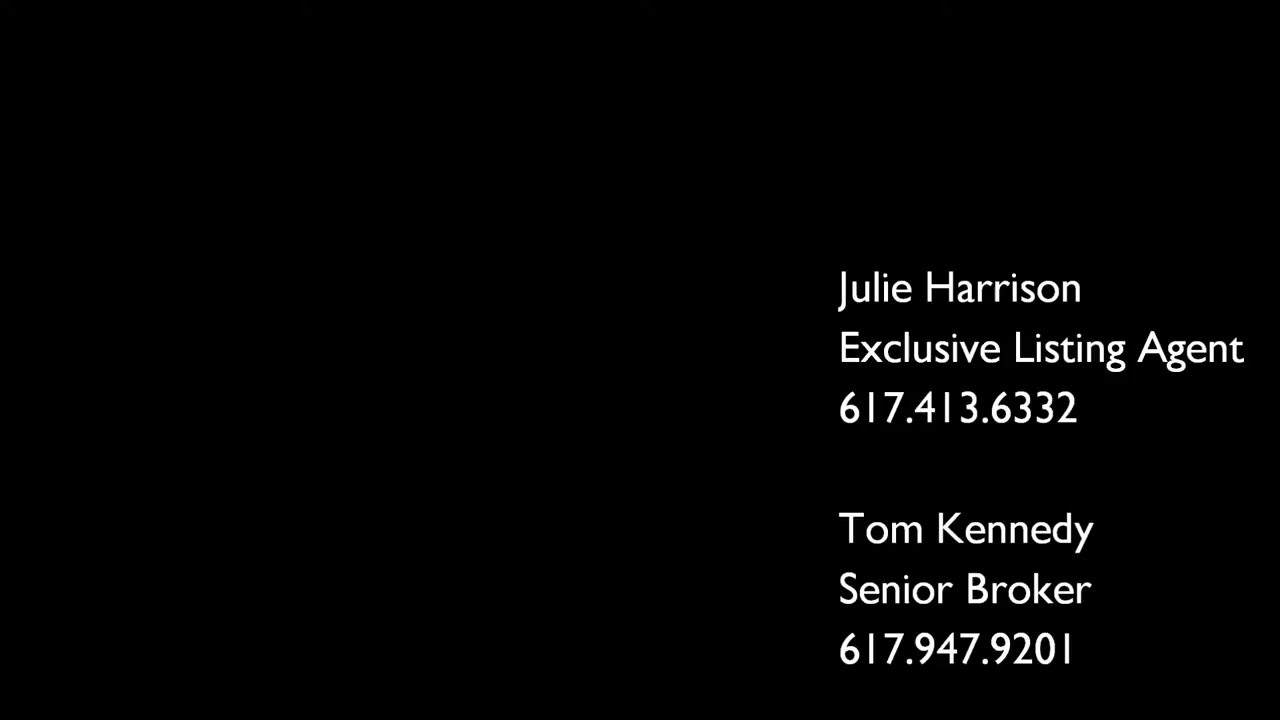 Julie Harrison
Exclusive Listing Agent
617.413.6332
Tom Kennedy
Senior Broker
617.947.9201